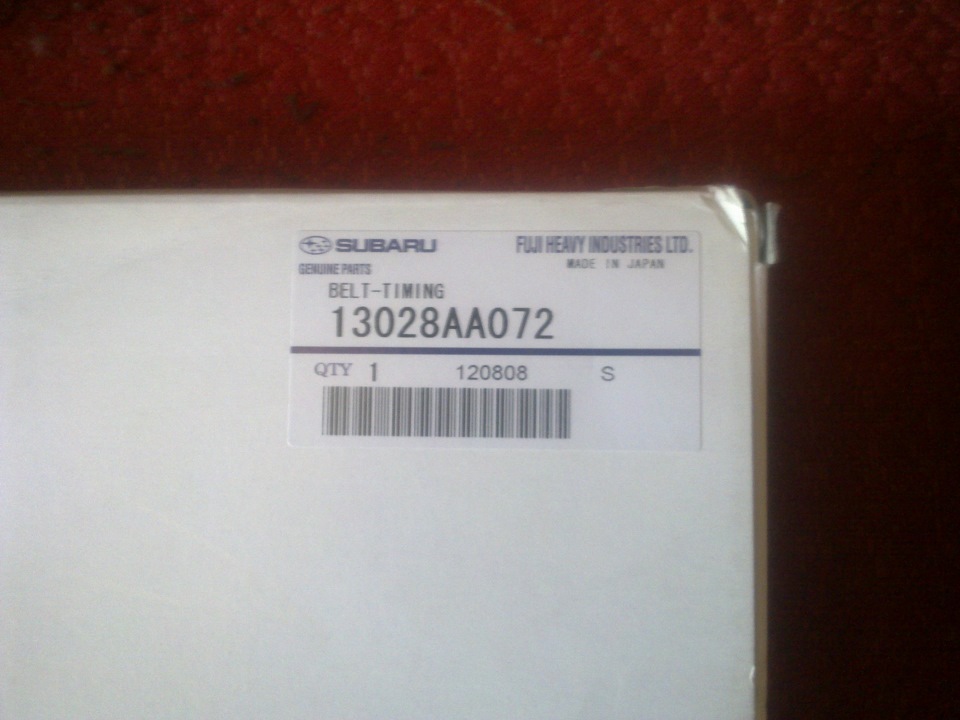 SUBARU
FUJI HEAVY INDUSTRIES LTD.
GENUINE PARTS
MADE IN JAPAN
BELT-TIMING
13028AA072
QTY 1 120808 S